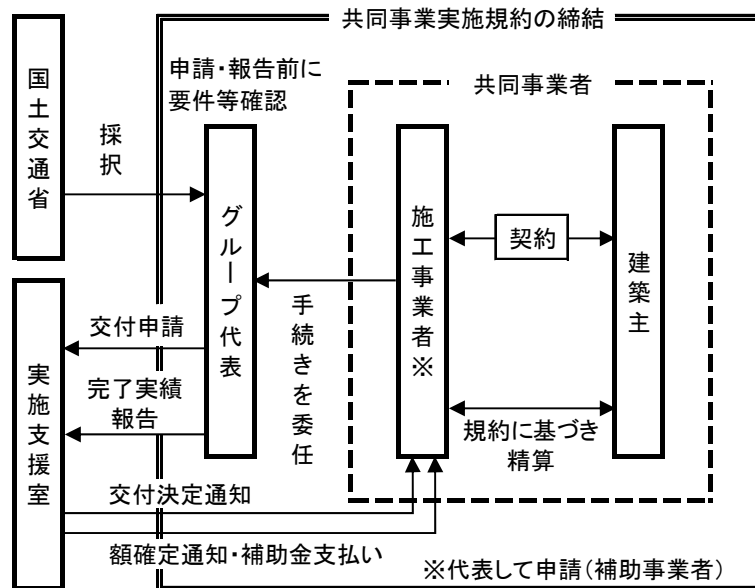 共同事業実施規約の締結
国土交通省
採択
申請・報告前に
要件等確認
グループ代表
共同事業者
施工事業者※
契約
建築主
手続きを委任
規約に基づき
精算
実施支援室
交付申請
完了実績
報告
交付決定通知
額確定通知・補助金支払い
※代表して申請(補助事業者)